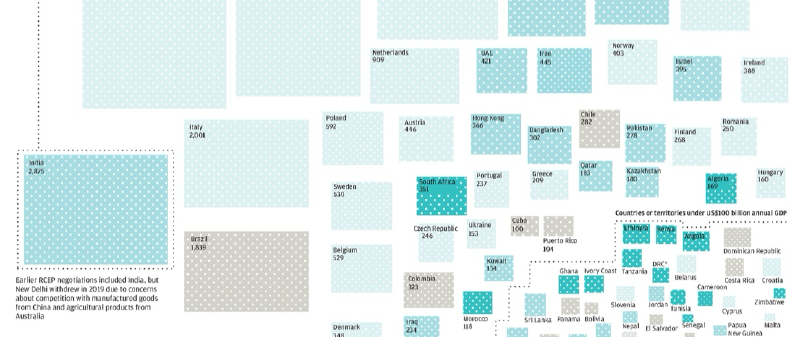 Netherlands
909
UAE
421
Iran
445
Norway
403
Israel
395
Ireland
388
Italy
2,001
Poland
592
Austria
446
Hong Kong
366
Bangladesh
302
Chile
282
Pakistan
278
Finland
268
Romania
250
India
2,875
Sweden
530
South Africa
351
Portugal
237
Greece
209
Qatar
183
Kazakhstan
180
Algeria
169
Hungary
160
Brazil
1,839
Czech Republic
246
Ukraine
153
Cuba
100
Puerto Rico
104
Countries or territories under US$100 billion annual GDP
Ethiopia
Kenya
Angola
Dominican Republic
Belgium
529
Kuwait
134
Tanzania
DRC*
Belarus
Costa Rica
Croatia
Earlier RCEP negotiations included India, but
New Delhi withdrew in 2019 due to concerns
about competition with manufactured goods
from China and agricultural products from
Australia
Colombia
323
Ghana
Ivory Coast
Cameroon
Morocco
118
Sri Lanka
Panama
Bolivia
Slovenia
Jordan
Tunisia
Cyprus
Zimbabwe
Denmark
348
Iraq
234
Nepal
El Salvador
Senegal
Papua
New Guinea
Malta